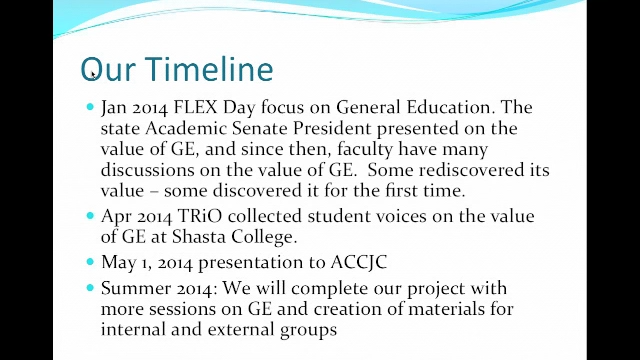 Our Timeline
Jan 2014 FLEX Day focus on General Education. The
state Academic Senate President presented on the
value of GE, and since then, faculty have many
discussions on the value of GE.  Some rediscovered its
value – some discovered it for the first time.
Apr 2014 TRiO collected student voices on the value
of GE at Shasta College.
May 1, 2014 presentation to ACCJC
Summer 2014: We will complete our project with
more sessions on GE and creation of materials for
internal and external groups